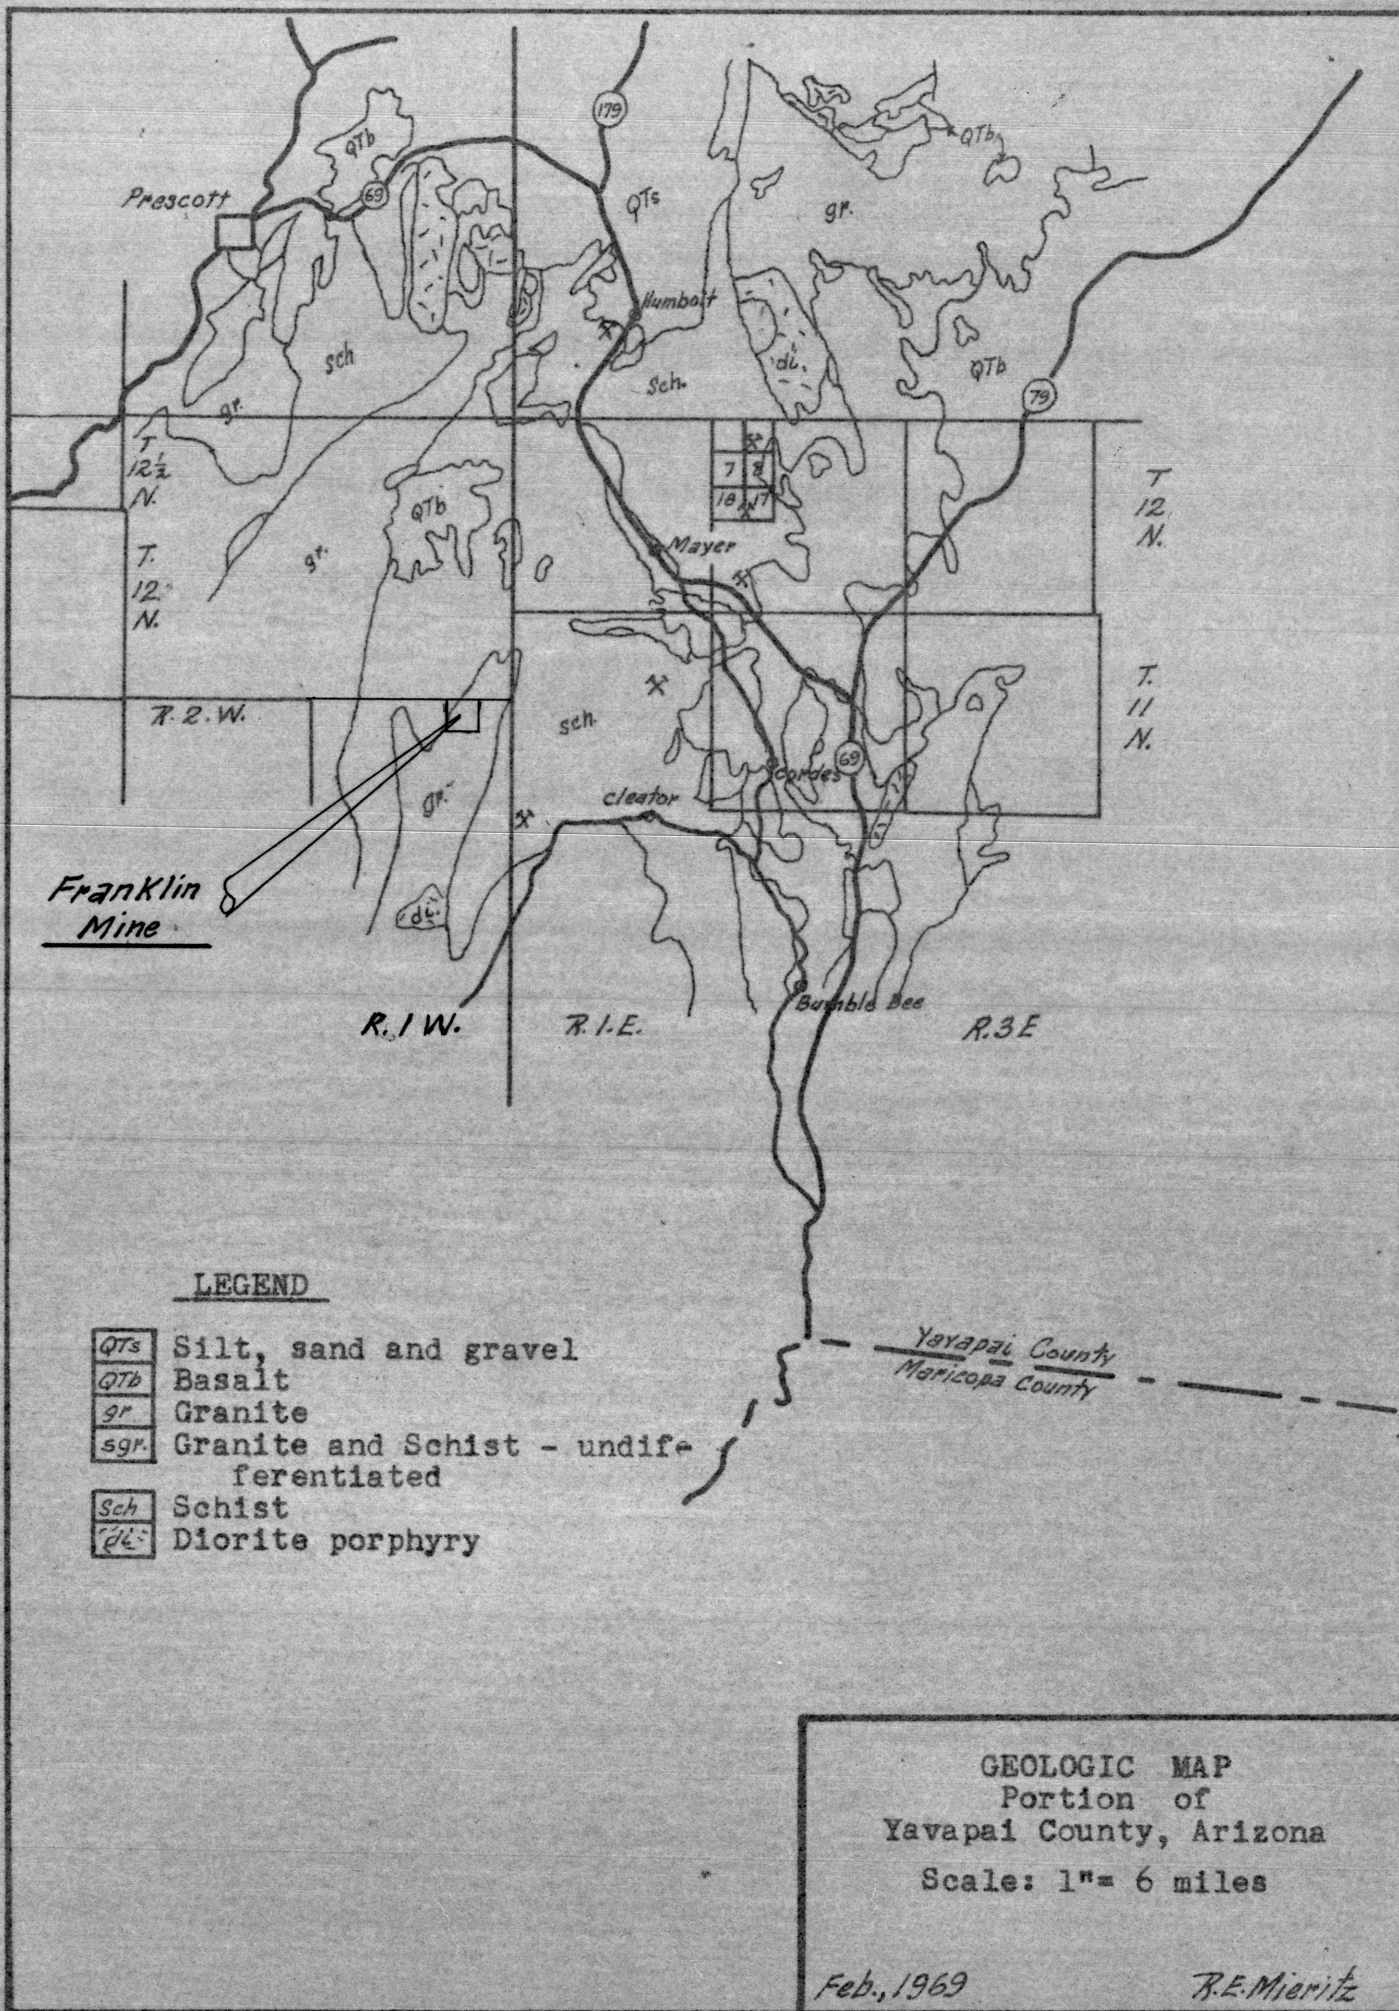 179
QTb
QTb
Prescott
69
QTs
gr.
Humbolt
sch
di.
Sch.
QTb
79
gr.
T
12½
N.
7 8
18 17
T
12
N.
QTb
T.
12
N.
gr.
Mayer
R.2.W.
sch.
T.
11
N.
69
Cordes
gr.
Cleator
Franklin
Mine
di.
Bumble Bee
R.1 W.
R.1.E.
R.3E
LEGEND
QTs Silt, sand and gravel
QTb Basalt
gr Granite
sgr. Granite and Schist - undif-
ferentiated
Sch Schist
di. Diorite porphyry
Yavapai County
Maricopa County
GEOLOGIC MAP
Portion of
Yavapai County, Arizona
Scale: 1"= 6 miles
Feb., 1969 R.E. Mieritz